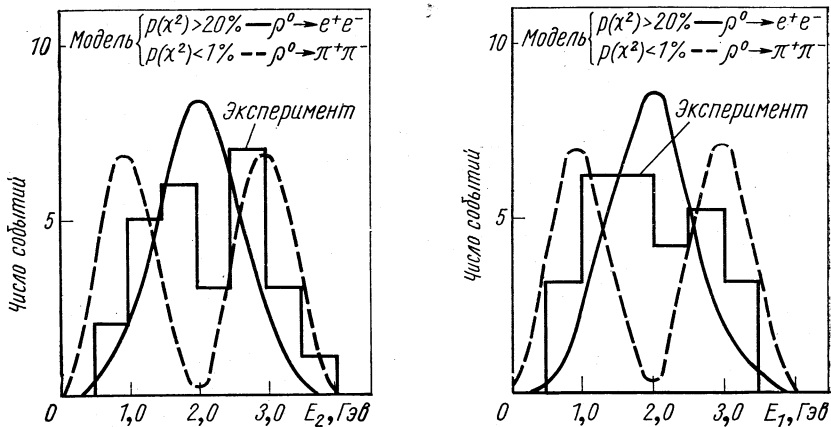 10
Модель { p(χ²)>20% — ρ⁰→e⁺e⁻
p(χ²)<1% -- ρ⁰→π⁺π⁻
Эксперимент
Число событий
5
0
1,0
2,0
3,0
E₂, Гэв
10
Модель { p(χ²)>20% — ρ⁰→e⁺e⁻
p(χ²)<1% -- ρ⁰→π⁺π⁻
Эксперимент
Число событий
5
0
1,0
2,0
3,0
E₁, Гэв